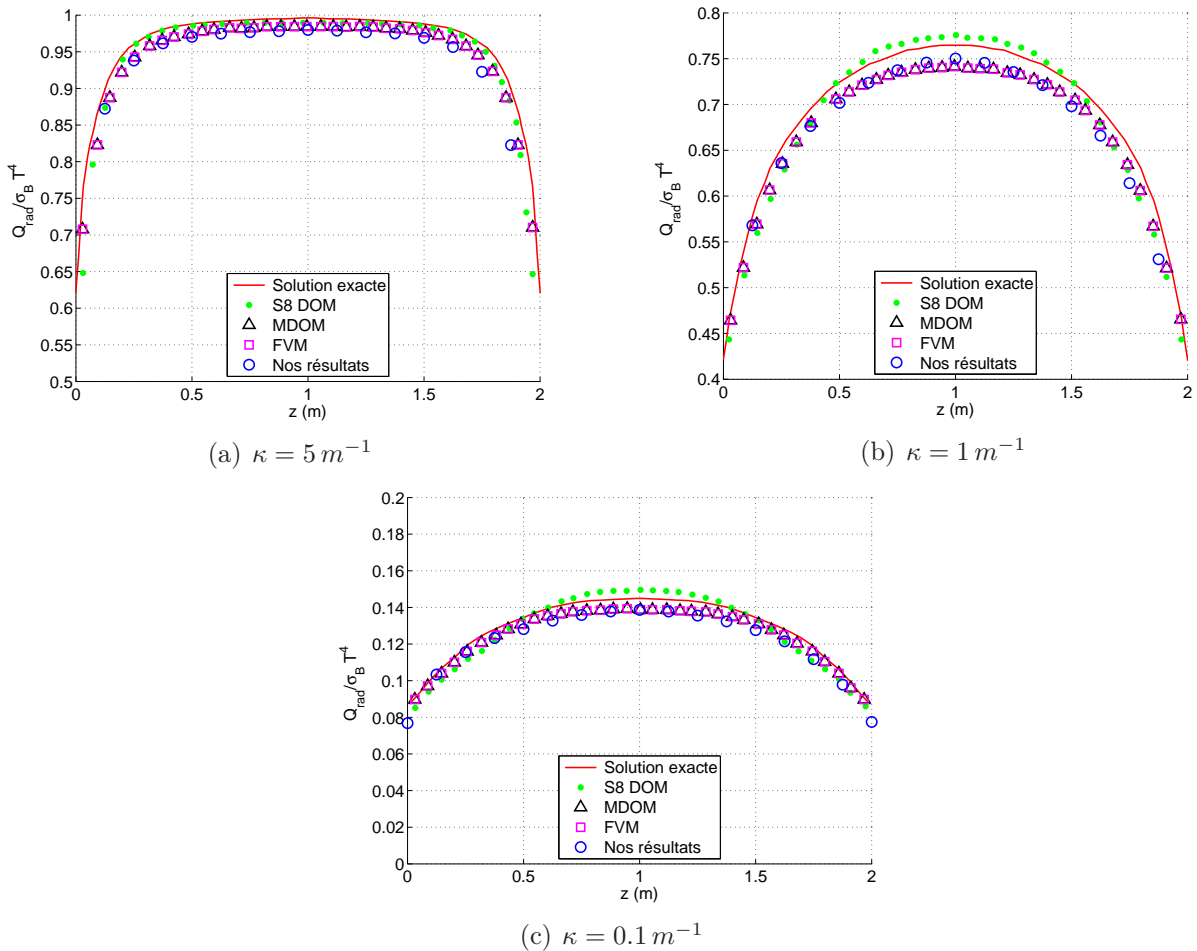 1
0.95
0.9
0.85
0.8
0.75
0.7
0.65
0.6
0.55
0.5
Q_rad/σ_B T^4
Solution exacte
S8 DOM
MDOM
FVM
Nos résultats
0 0.5 1 1.5 2
z (m)
(a) κ = 5 m⁻¹
0.8
0.75
0.7
0.65
0.6
0.55
0.5
0.45
0.4
Q_rad/σ_B T^4
Solution exacte
S8 DOM
MDOM
FVM
Nos résultats
0 0.5 1 1.5 2
z (m)
(b) κ = 1 m⁻¹
0.2
0.18
0.16
0.14
0.12
0.1
0.08
0.06
0.04
0.02
0
Q_rad/σ_B T^4
Solution exacte
S8 DOM
MDOM
FVM
Nos résultats
0 0.5 1 1.5 2
z (m)
(c) κ = 0.1 m⁻¹